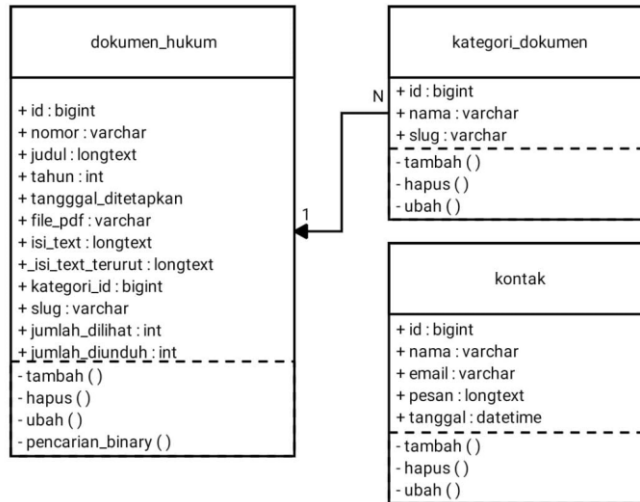 dokumen_hukum
+ id : bigint
+ nomor : varchar
+ judul : longtext
+ tahun : int
+ tangggal_ditetapkan
+ file_pdf : varchar
+ isi_text : longtext
+_isi_text_terurut : longtext
+ kategori_id : bigint
+ slug : varchar
+ jumlah_dilihat : int
+ jumlah_diunduh : int
- tambah ( )
- hapus ( )
- ubah ( )
- pencarian_binary ( )
1
N
kategori_dokumen
+ id : bigint
+ nama : varchar
+ slug : varchar
- tambah ( )
- hapus ( )
- ubah ( )
kontak
+ id : bigint
+ nama : varchar
+ email : varchar
+ pesan : longtext
+ tanggal : datetime
- tambah ( )
- hapus ( )
- ubah ( )